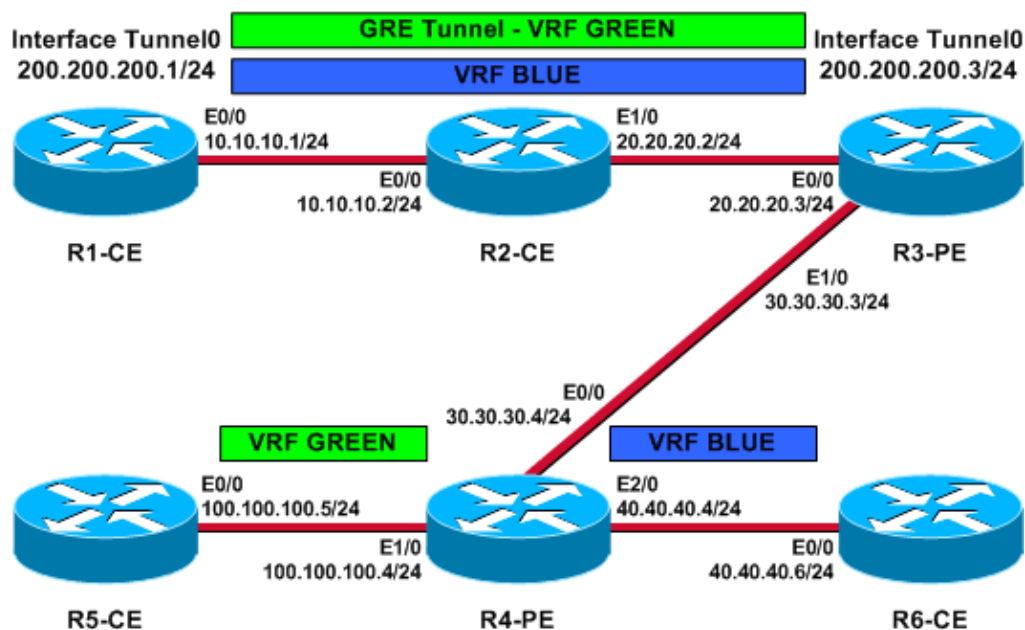 GRE Tunnel - VRF GREEN
Interface Tunnel0
200.200.200.1/24
Interface Tunnel0
200.200.200.3/24
VRF BLUE
E0/0
10.10.10.1/24
E1/0
20.20.20.2/24
E0/0
10.10.10.2/24
E0/0
20.20.20.3/24
R1-CE
R2-CE
R3-PE
E1/0
30.30.30.3/24
E0/0
30.30.30.4/24
VRF GREEN
VRF BLUE
E0/0
100.100.100.5/24
E2/0
40.40.40.4/24
E1/0
100.100.100.4/24
E0/0
40.40.40.6/24
R5-CE
R4-PE
R6-CE